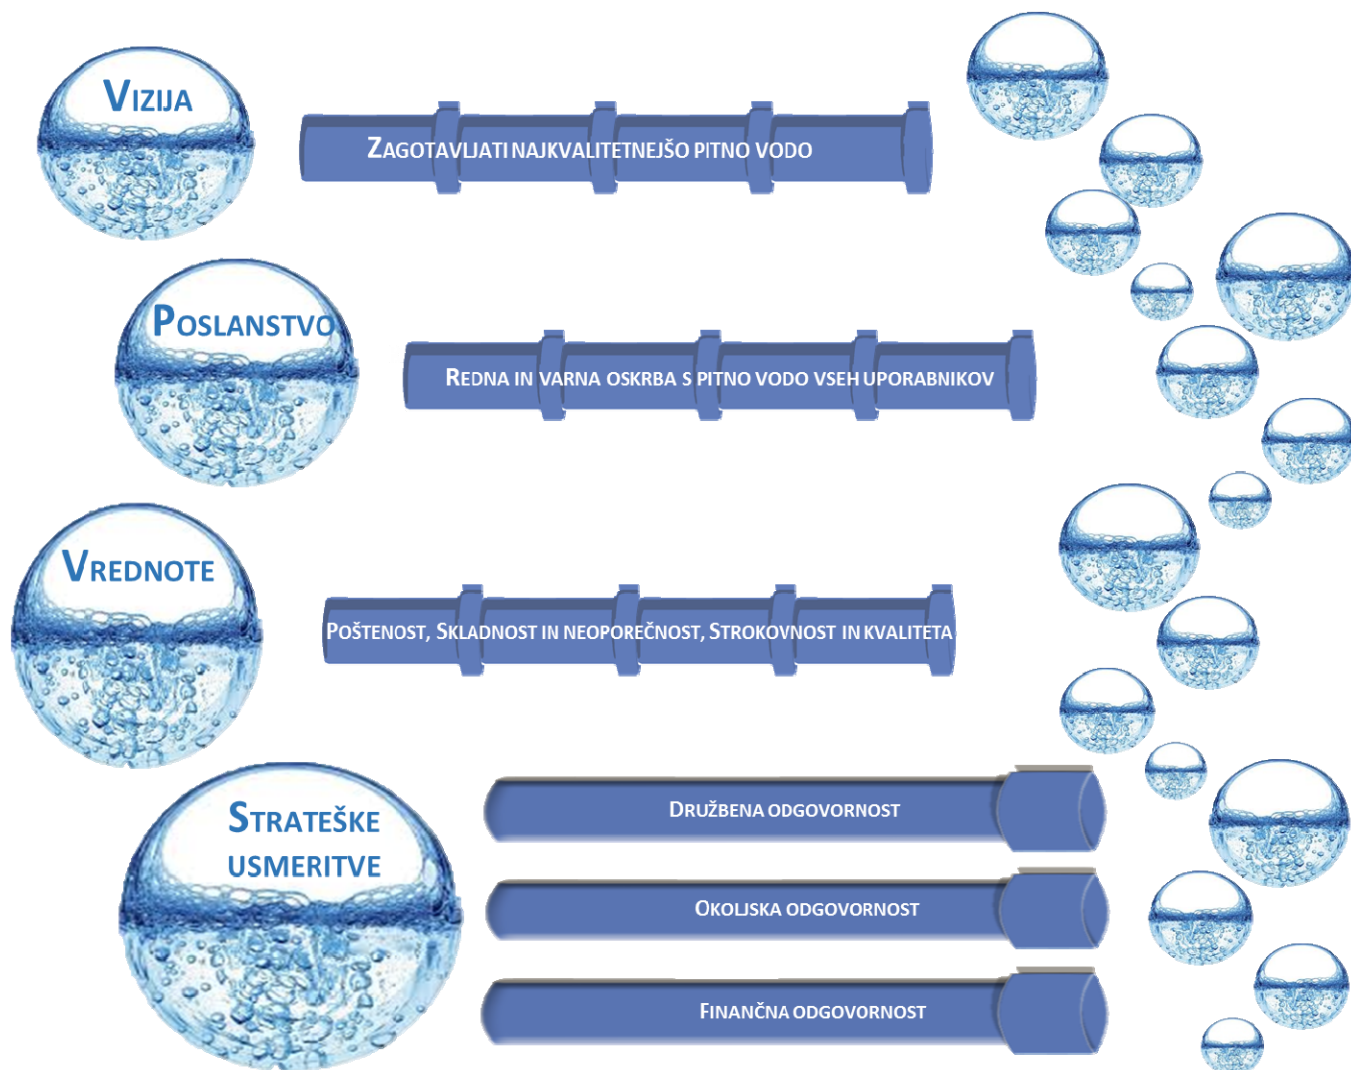 VIZIJA
ZAGOTAVLJATI NAJKVALITETNEJŠO PITNO VODO
POSLANSTVO
REDNA IN VARNA OSKRBA S PITNO VODO VSEH UPORABNIKOV
VREDNOTE
POŠTENOST, SKLADNOST IN NEOPOREČNOST, STROKOVNOST IN KVALITETA
STRATEŠKE
USMERITVE
DRUŽBENA ODGOVORNOST
OKOLJSKA ODGOVORNOST
FINANČNA ODGOVORNOST